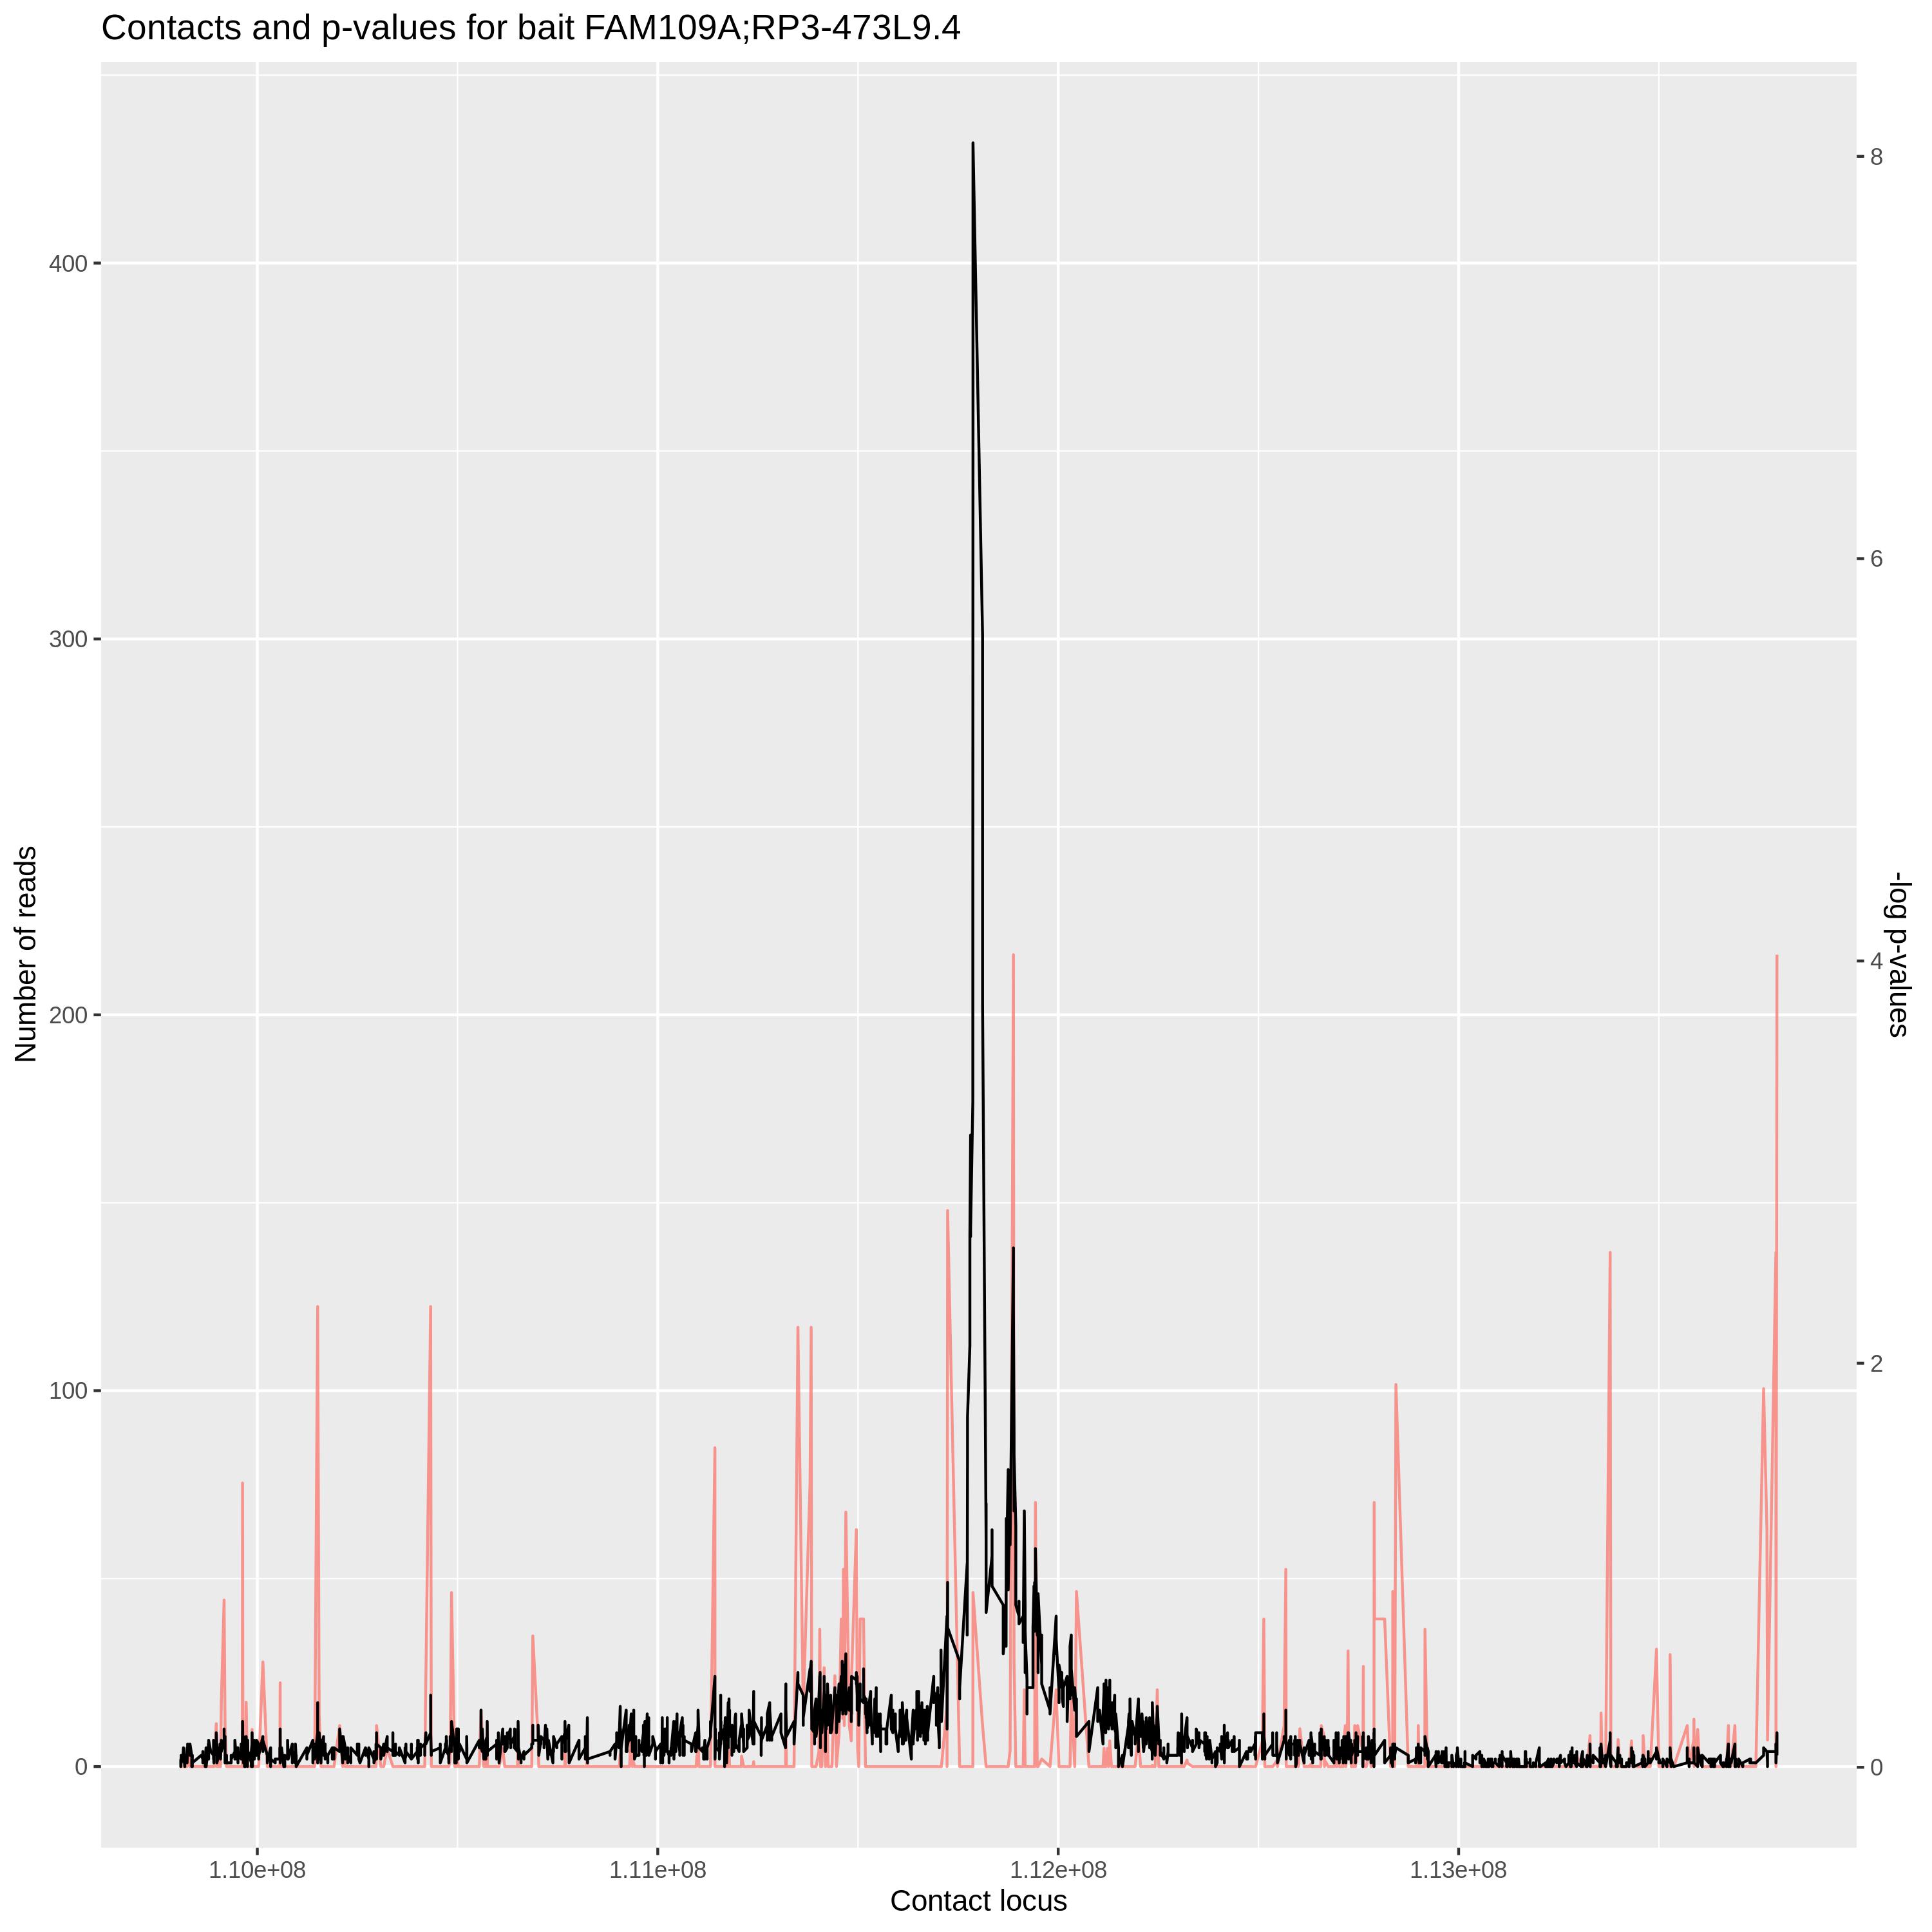 Contacts and p-values for bait FAM109A;RP3-473L9.4
400
300
200
100
0
Number of reads
8
6
4
2
0
-log p-values
1.10e+08
1.11e+08
1.12e+08
1.13e+08
Contact locus